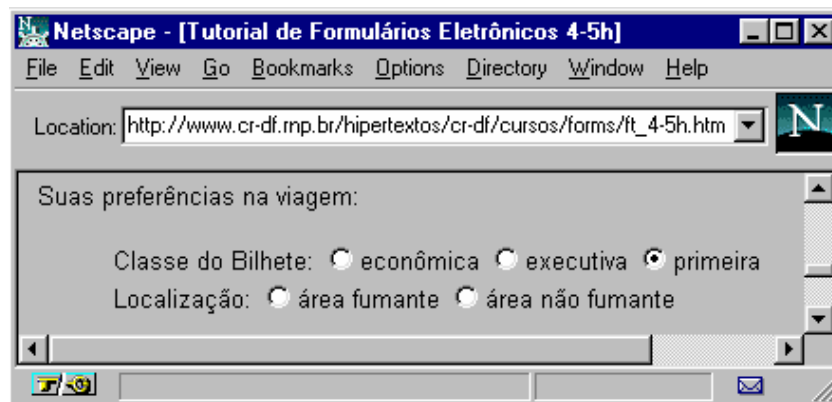 Netscape - [Tutorial de Formulários Eletrônicos 4-5h]
File Edit View Go Bookmarks Options Directory Window Help
Location: http://www.cr-df.rnp.br/hipertextos/cr-df/cursos/forms/ft_4-5h.htm
N
Suas preferências na viagem:
Classe do Bilhete: econômica executiva primeira
Localização: área fumante área não fumante